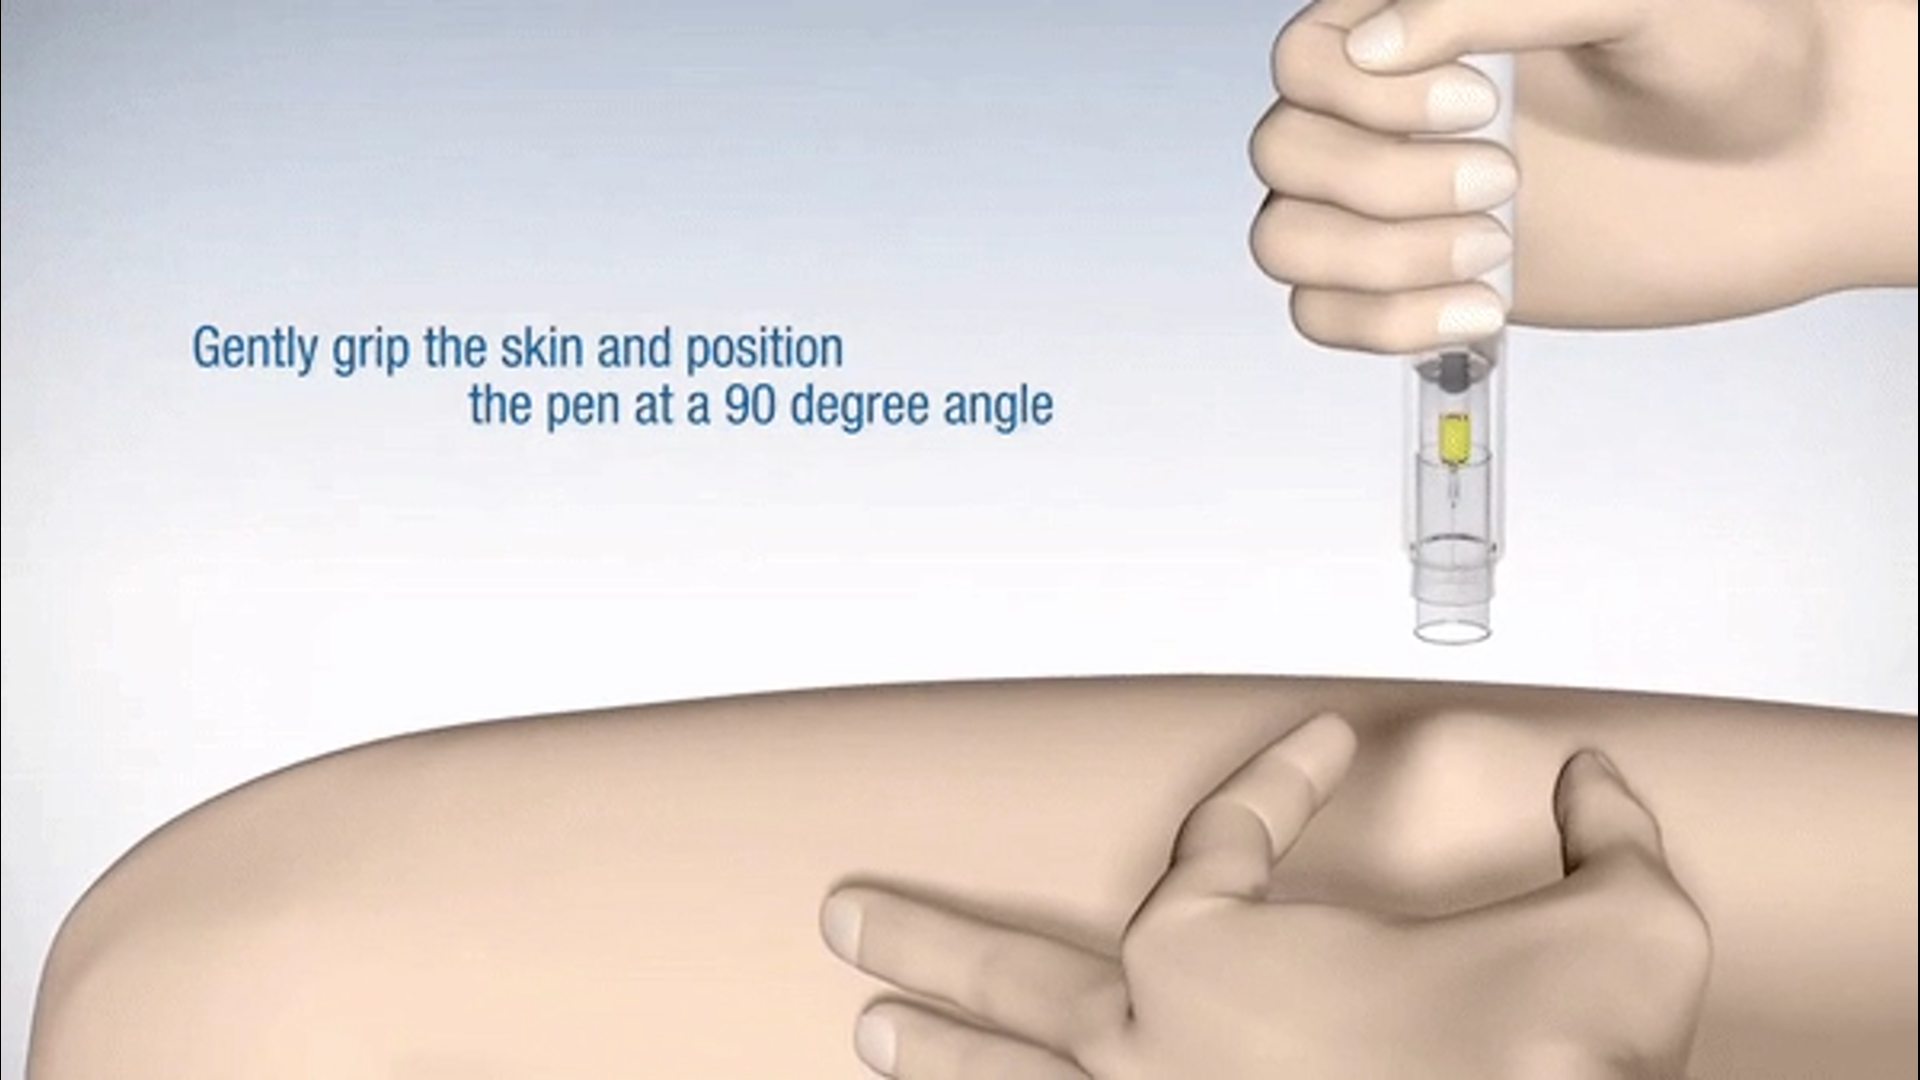 Gently grip the skin and position
the pen at a 90 degree angle